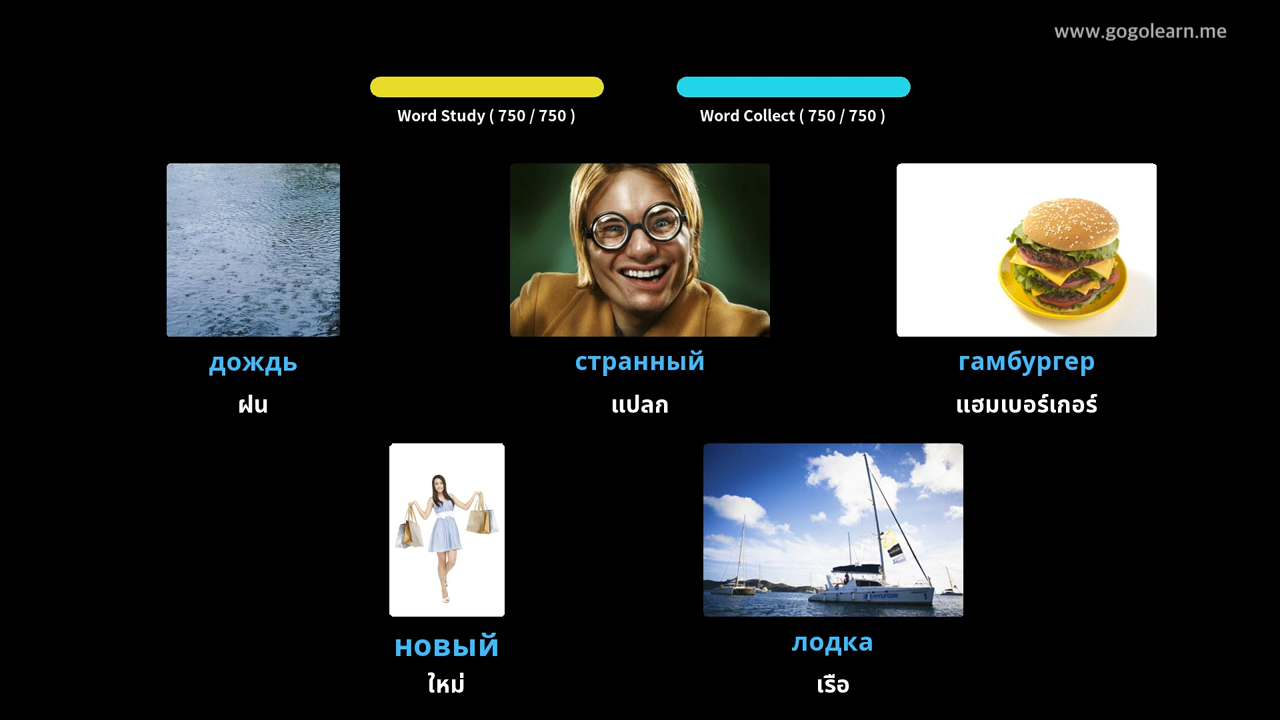 www.gogolearn.me
Word Study ( 750 / 750 )
Word Collect ( 750 / 750 )
дождь
странный
гамбургер
ฝน
แปลก
แฮมเบอร์เกอร์
новый
лодка
ใหม่
เรือ